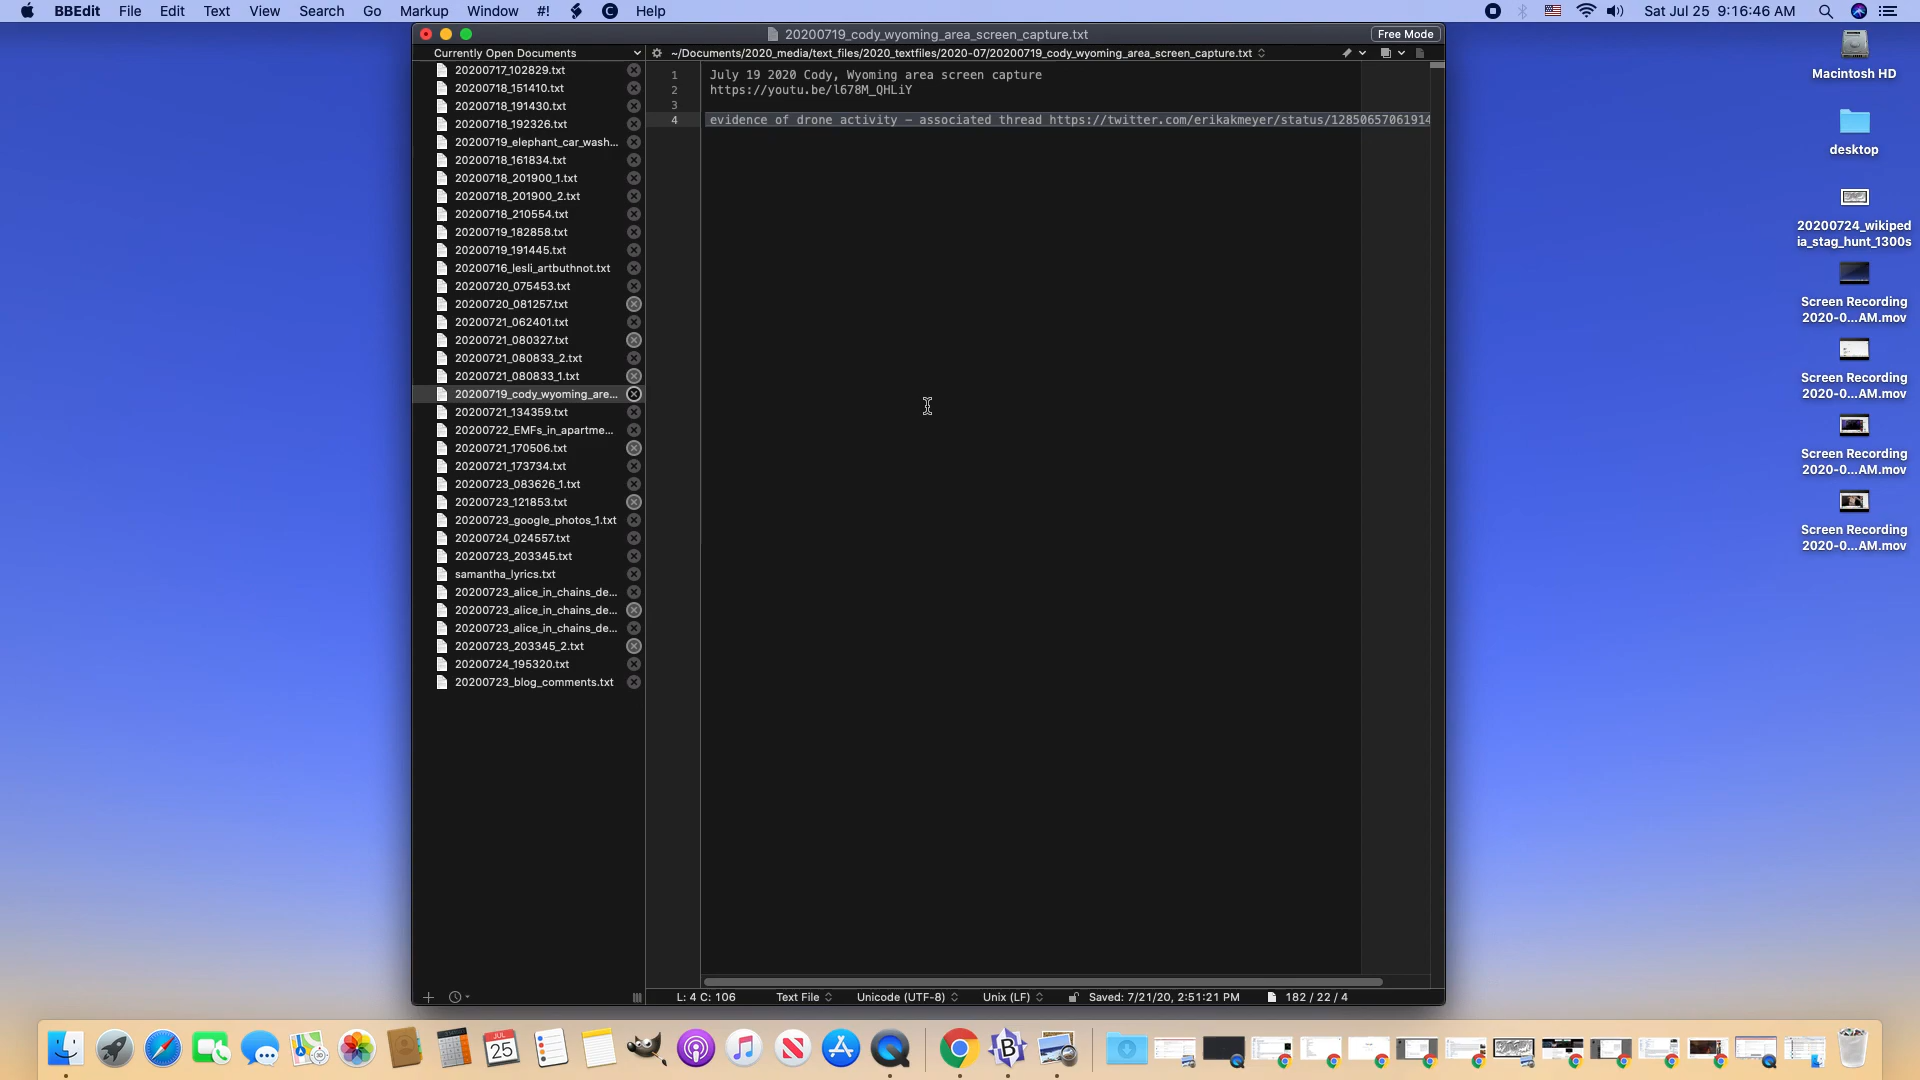 BBEdit File Edit Text View Search Go Markup Window #! Help
Sat Jul 25 9:16:46 AM
20200719_cody_wyoming_area_screen_capture.txt
Free Mode
Currently Open Documents
~/Documents/2020_media/text_files/2020_textfiles/2020-07/20200719_cody_wyoming_area_screen_capture.txt
20200717_102829.txt
20200718_151410.txt
20200718_191430.txt
20200718_192326.txt
20200719_elephant_car_wash...
20200718_161834.txt
20200718_201900_1.txt
20200718_201900_2.txt
20200718_210554.txt
20200719_182858.txt
20200719_191445.txt
20200716_lesli_artbuthnot.txt
20200720_075453.txt
20200720_081257.txt
20200721_062401.txt
20200721_080327.txt
20200721_080833_2.txt
20200721_080833_1.txt
20200719_cody_wyoming_are...
20200721_134359.txt
20200722_EMFs_in_apartme...
20200721_170506.txt
20200721_173734.txt
20200723_083626_1.txt
20200723_121853.txt
20200723_google_photos_1.txt
20200724_024557.txt
20200723_203345.txt
samantha_lyrics.txt
20200723_alice_in_chains_de...
20200723_alice_in_chains_de...
20200723_alice_in_chains_de...
20200723_203345_2.txt
20200724_195320.txt
20200723_blog_comments.txt
1 July 19 2020 Cody, Wyoming area screen capture
2 https://youtu.be/l678M_QHLiY
3
4 evidence of drone activity – associated thread https://twitter.com/erikakmeyer/status/12850657061914
L: 4 C: 106 Text File Unicode (UTF-8) Unix (LF) Saved: 7/21/20, 2:51:21 PM 182 / 22 / 4
Macintosh HD
desktop
20200724_wikiped
ia_stag_hunt_1300s
Screen Recording
2020-0...AM.mov
Screen Recording
2020-0...AM.mov
Screen Recording
2020-0...AM.mov
Screen Recording
2020-0...AM.mov
JUL
25